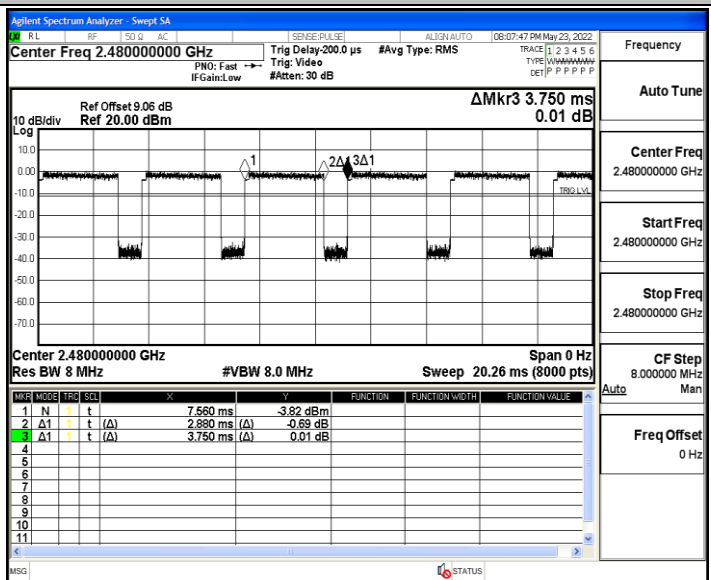 Agilent Spectrum Analyzer - Swept SA
RL RF 50 Ω AC SENSE:PULSE ALIGN AUTO 08:07:47 PM May 23, 2022
Center Freq 2.480000000 GHz
PNO: Fast
IFGain:Low
Trig Delay-200.0 µs
Trig: Video
#Atten: 30 dB
#Avg Type: RMS
TRACE 1 2 3 4 5 6
TYPE
DET P P P P P P
Ref Offset 9.06 dB
10 dB/div Ref 20.00 dBm
Log
ΔMkr3 3.750 ms
0.01 dB
10.0
0.00
-10.0
-20.0
-30.0
-40.0
-50.0
-60.0
-70.0
1
2Δ1 3Δ1
TRIG LVL
Center 2.480000000 GHz Span 0 Hz
Res BW 8 MHz #VBW 8.0 MHz Sweep 20.26 ms (8000 pts)
MKR MODE TRC SCL X Y FUNCTION FUNCTION WIDTH FUNCTION VALUE
1 N 1 t 7.560 ms -3.82 dBm
2 Δ1 1 t (Δ) 2.880 ms (Δ) -0.69 dB
3 Δ1 1 t (Δ) 3.750 ms (Δ) 0.01 dB
4
5
6
7
8
9
10
11
MSG STATUS
Frequency
Auto Tune
Center Freq
2.480000000 GHz
Start Freq
2.480000000 GHz
Stop Freq
2.480000000 GHz
CF Step
8.000000 MHz
Auto Man
Freq Offset
0 Hz